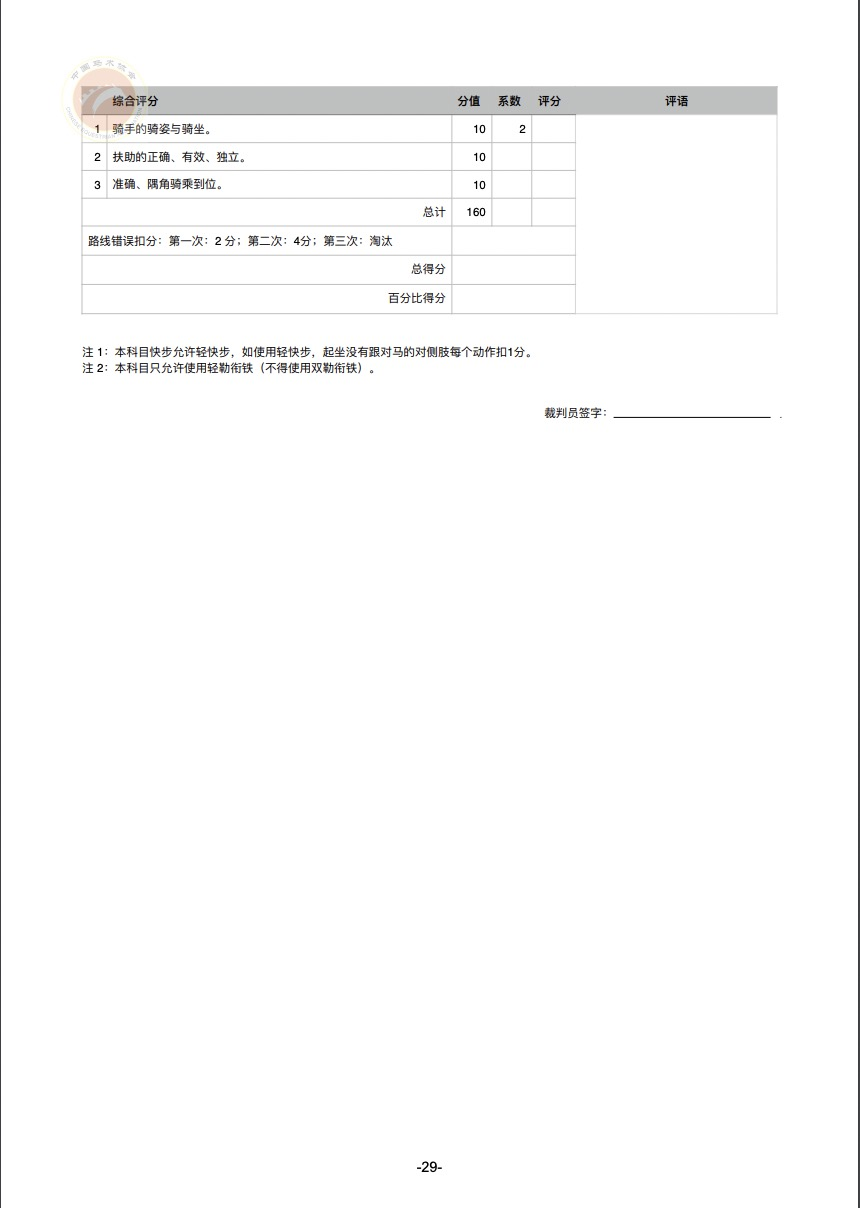 中国马术协会
综合评分 分值 系数 评分 评语
1 骑手的骑姿与骑坐。 10 2
2 扶助的正确、有效、独立。 10
3 准确、隅角骑乘到位。 10
总计 160
路线错误扣分：第一次：2 分；第二次：4分；第三次：淘汰
总得分
百分比得分
注 1：本科目快步允许轻快步，如使用轻快步，起坐没有跟对马的对侧肢每个动作扣1分。
注 2：本科目只允许使用轻勒衔铁（不得使用双勒衔铁）。
裁判员签字： .
-29-